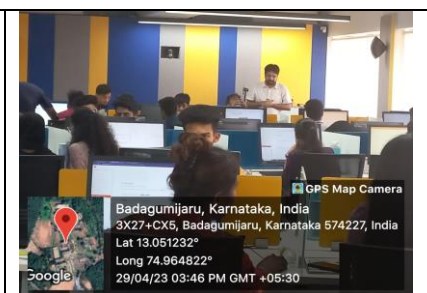 GPS Map Camera
Badagumijaru, Karnataka, India
3X27+CX5, Badagumijaru, Karnataka 574227, India
Lat 13.051232°
Long 74.964822°
29/04/23 03:46 PM GMT +05:30
Google